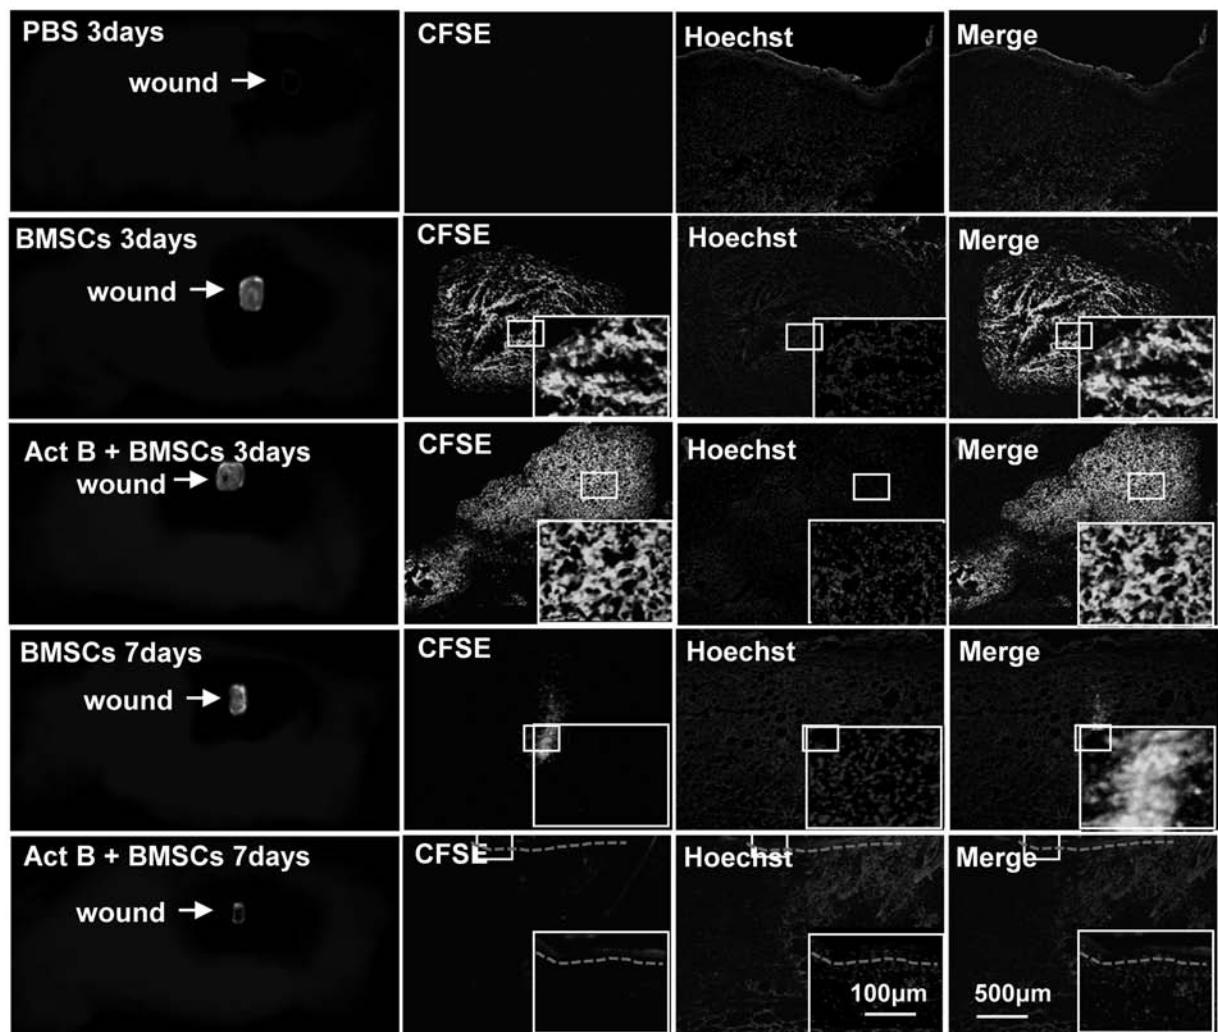 PBS 3days
wound
CFSE
Hoechst
Merge
BMSCs 3days
wound
CFSE
Hoechst
Merge
Act B + BMSCs 3days
wound
CFSE
Hoechst
Merge
BMSCs 7days
wound
CFSE
Hoechst
Merge
Act B + BMSCs 7days
wound
CFSE
Hoechst
Merge
100µm
500µm